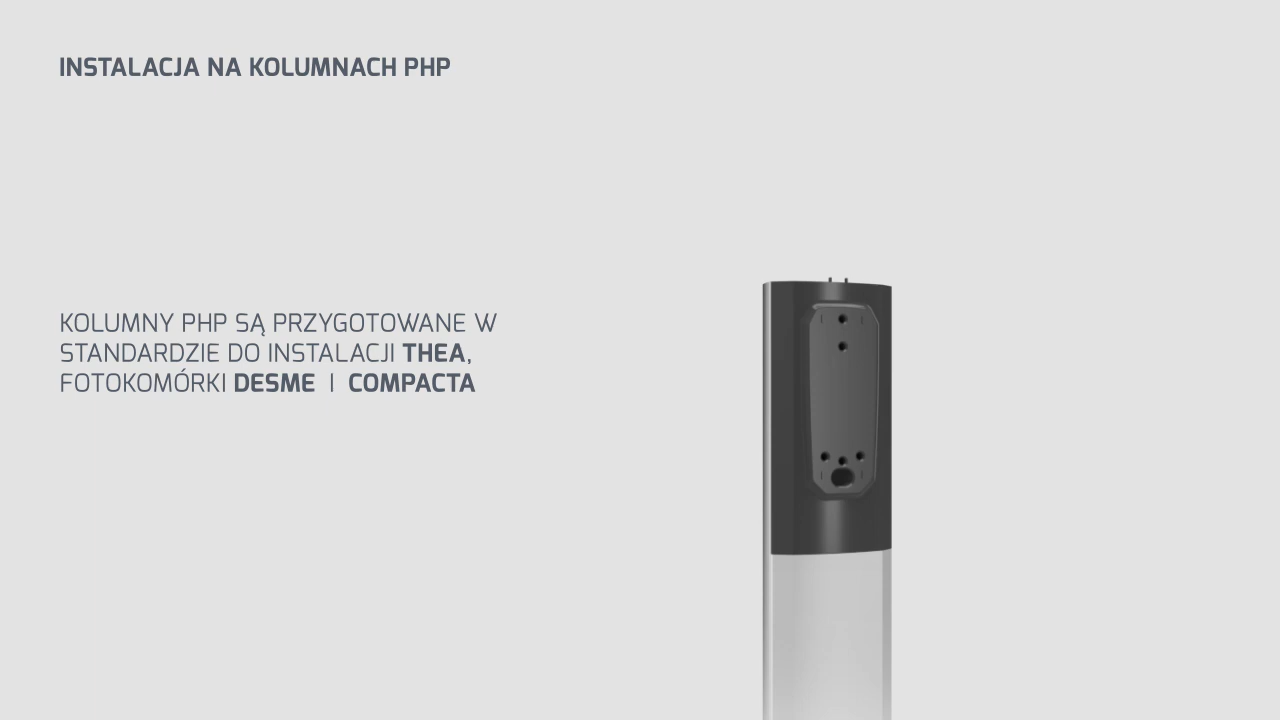 INSTALACJA NA KOLUMNACH PHP
KOLUMNY PHP SĄ PRZYGOTOWANE W
STANDARDZIE DO INSTALACJI THEA,
FOTOKOMÓRKI DESME I COMPACTA